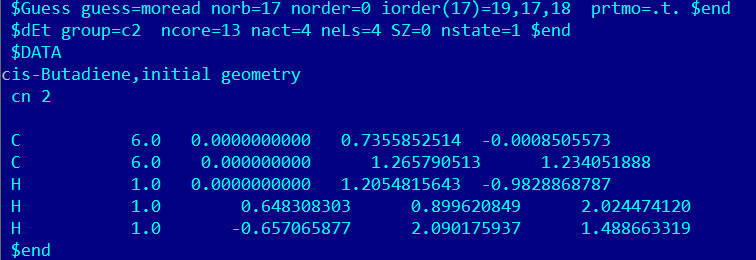 $Guess guess=moread norb=17 norder=0 iorder(17)=19,17,18  prtmo=.t. $end
$dEt group=c2  ncore=13 nact=4 neLs=4 SZ=0 nstate=1 $end
$DATA
cis-Butadiene,initial geometry
cn 2
C 6.0 0.0000000000 0.7355852514 -0.0008505573
C 6.0 0.000000000 1.265790513 1.234051888
H 1.0 0.0000000000 1.2054815643 -0.9828868787
H 1.0 0.648308303 0.899620849 2.024474120
H 1.0 -0.657065877 2.090175937 1.488663319
$end